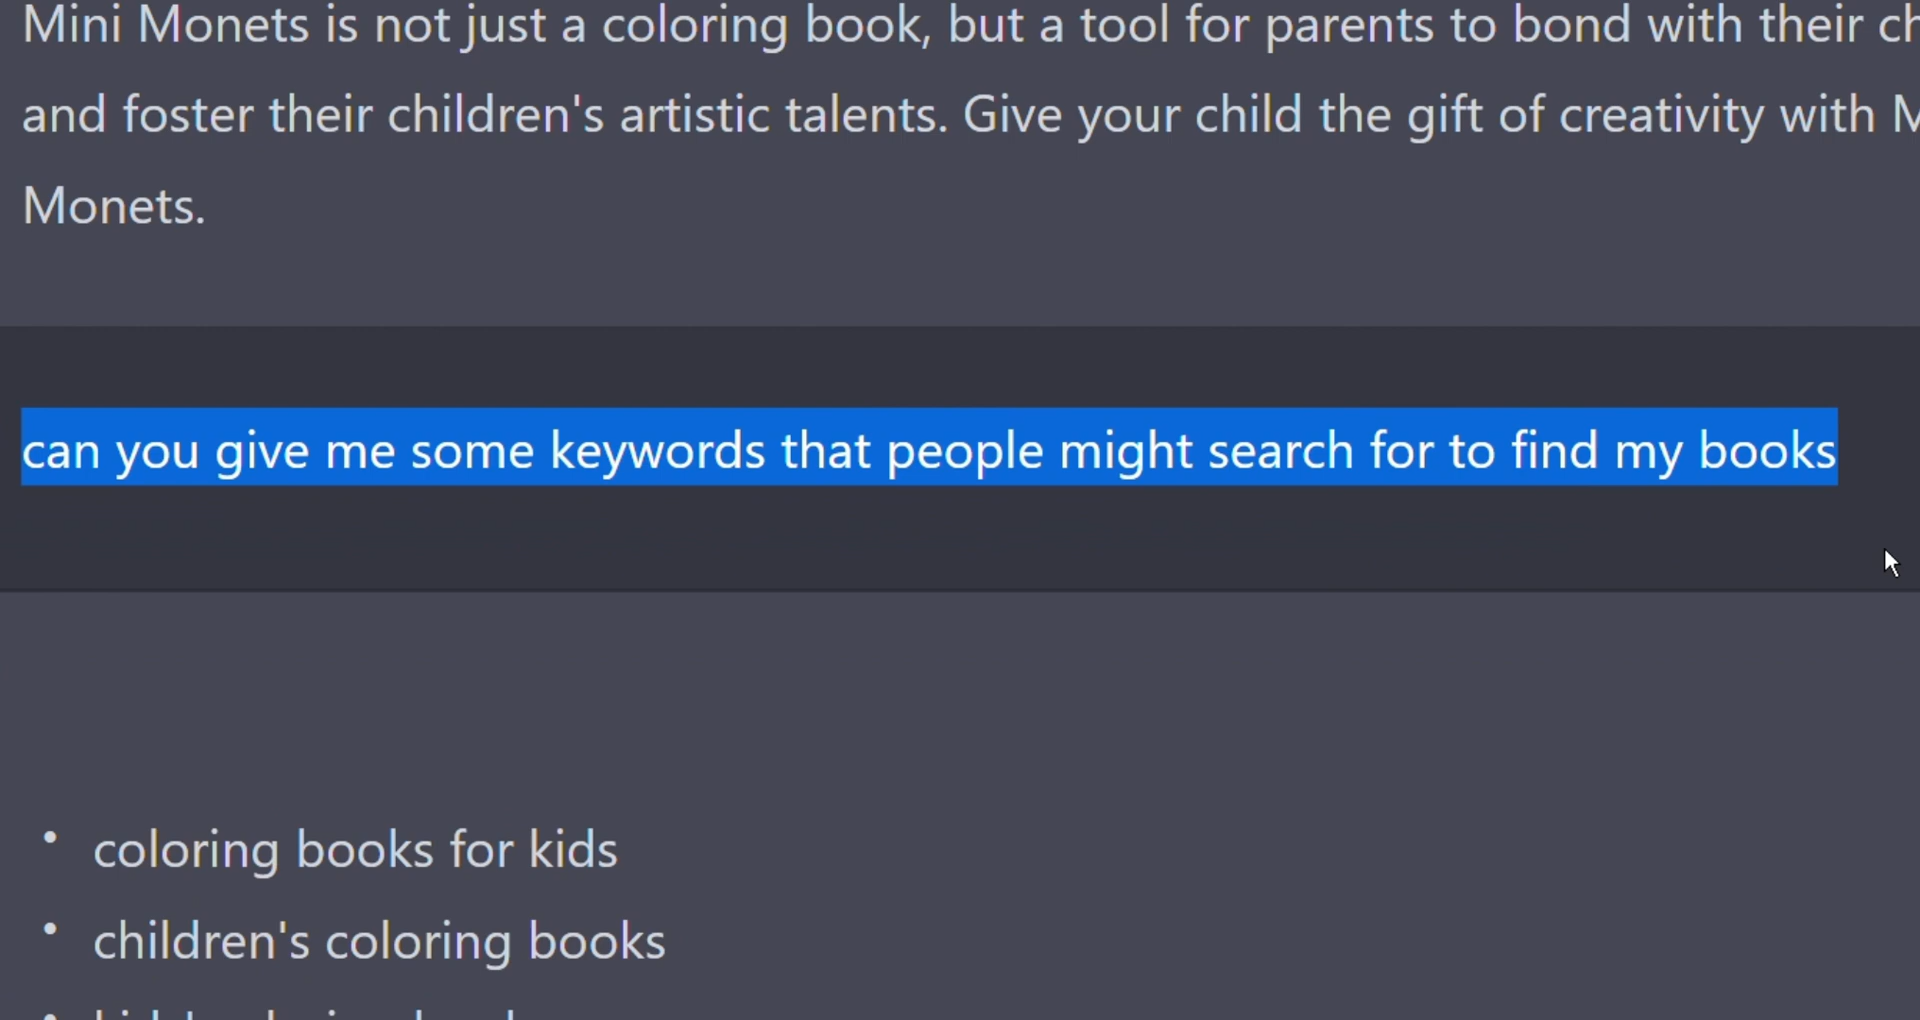 Mini Monets is not just a coloring book, but a tool for parents to bond with their
and foster their children's artistic talents. Give your child the gift of creativity with
Monets.
can you give me some keywords that people might search for to find my books
• coloring books for kids
• children's coloring books